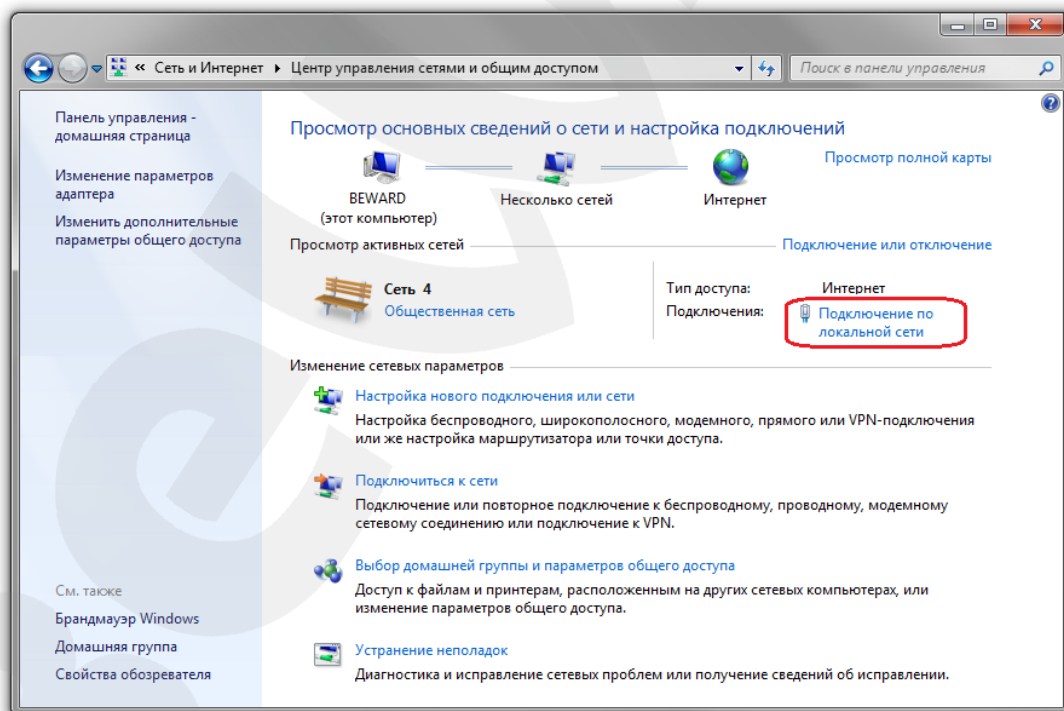 « Сеть и Интернет ▸ Центр управления сетями и общим доступом
Поиск в панели управления
Панель управления -
домашняя страница
Изменение параметров
адаптера
Изменить дополнительные
параметры общего доступа
См. также
Брандмауэр Windows
Домашняя группа
Свойства обозревателя
Просмотр основных сведений о сети и настройка подключений
Просмотр полной карты
BEWARD
(этот компьютер)
Несколько сетей
Интернет
Просмотр активных сетей
Подключение или отключение
Сеть 4
Общественная сеть
Тип доступа: Интернет
Подключения: Подключение по
локальной сети
Изменение сетевых параметров
Настройка нового подключения или сети
Настройка беспроводного, широкополосного, модемного, прямого или VPN-подключения
или же настройка маршрутизатора или точки доступа.
Подключиться к сети
Подключение или повторное подключение к беспроводному, проводному, модемному
сетевому соединению или подключение к VPN.
Выбор домашней группы и параметров общего доступа
Доступ к файлам и принтерам, расположенным на других сетевых компьютерах, или
изменение параметров общего доступа.
Устранение неполадок
Диагностика и исправление сетевых проблем или получение сведений об исправлении.